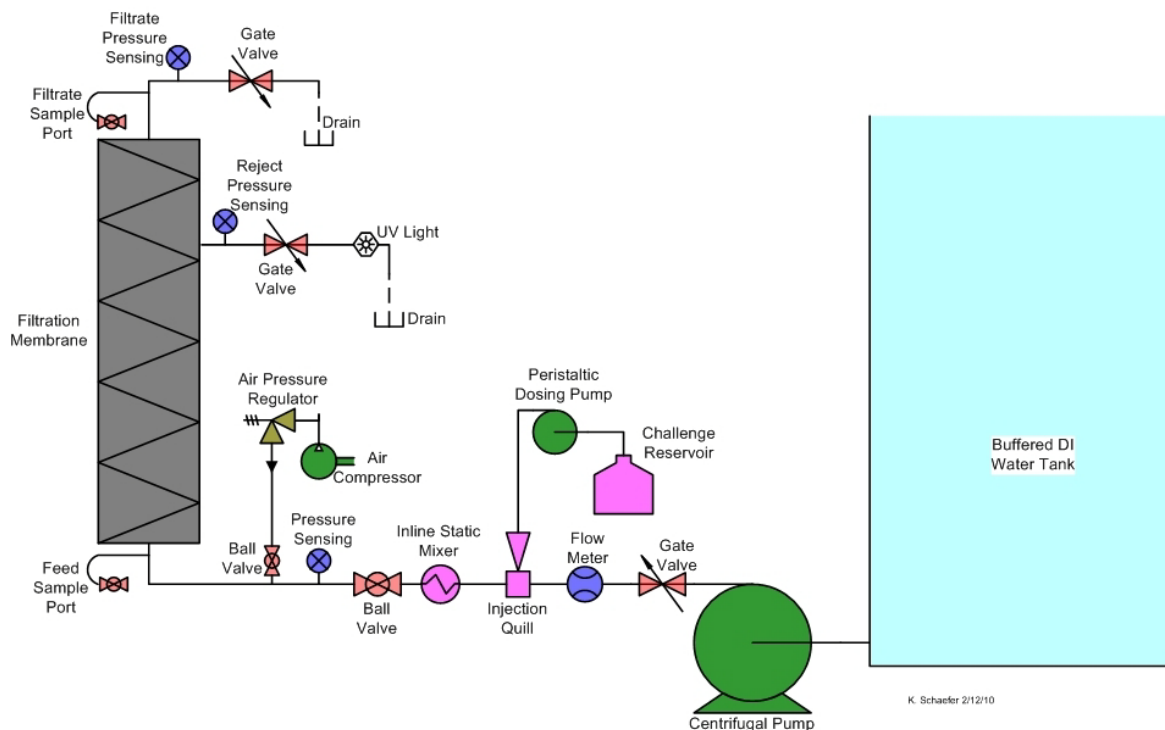 Filtrate
Pressure
Sensing
Gate
Valve
Filtrate
Sample
Port
Drain
Reject
Pressure
Sensing
UV Light
Gate
Valve
Drain
Filtration
Membrane
Air Pressure
Regulator
Air
Compressor
Peristaltic
Dosing Pump
Challenge
Reservoir
Buffered DI
Water Tank
Feed
Sample
Port
Ball
Valve
Pressure
Sensing
Ball
Valve
Inline Static
Mixer
Injection
Quill
Flow
Meter
Gate
Valve
Centrifugal Pump
K. Schaefer 2/12/10